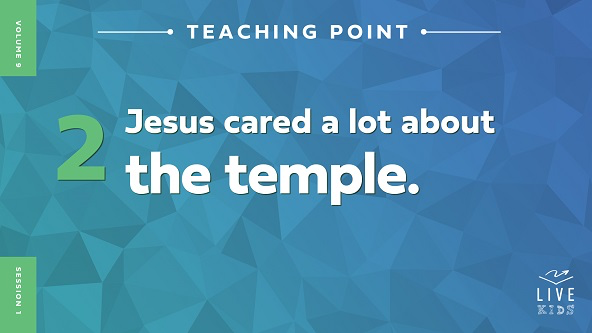 VOLUME 9
TEACHING POINT
2
Jesus cared a lot about
the temple.
SESSION 1
LIVE
KIDS